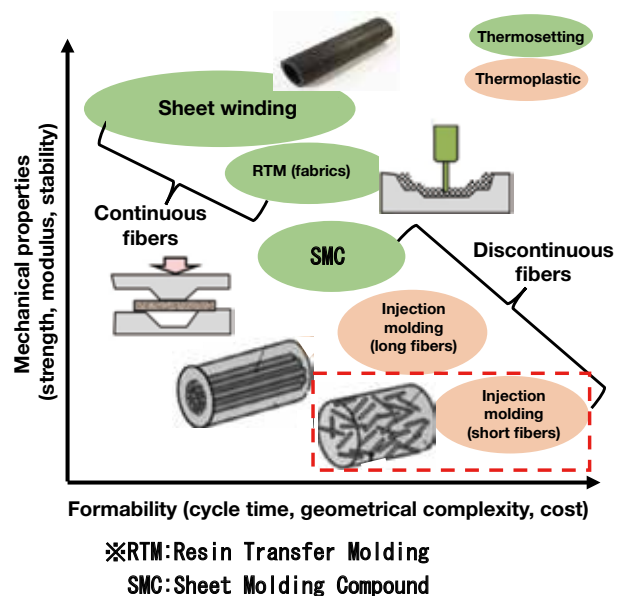 Thermosetting
Thermoplastic
Sheet winding
RTM (fabrics)
Continuous
fibers
SMC
Discontinuous
fibers
Injection
molding
(long fibers)
Injection
molding
(short fibers)
Mechanical properties
(strength, modulus, stability)
Formability (cycle time, geometrical complexity, cost)
※RTM:Resin Transfer Molding
SMC:Sheet Molding Compound